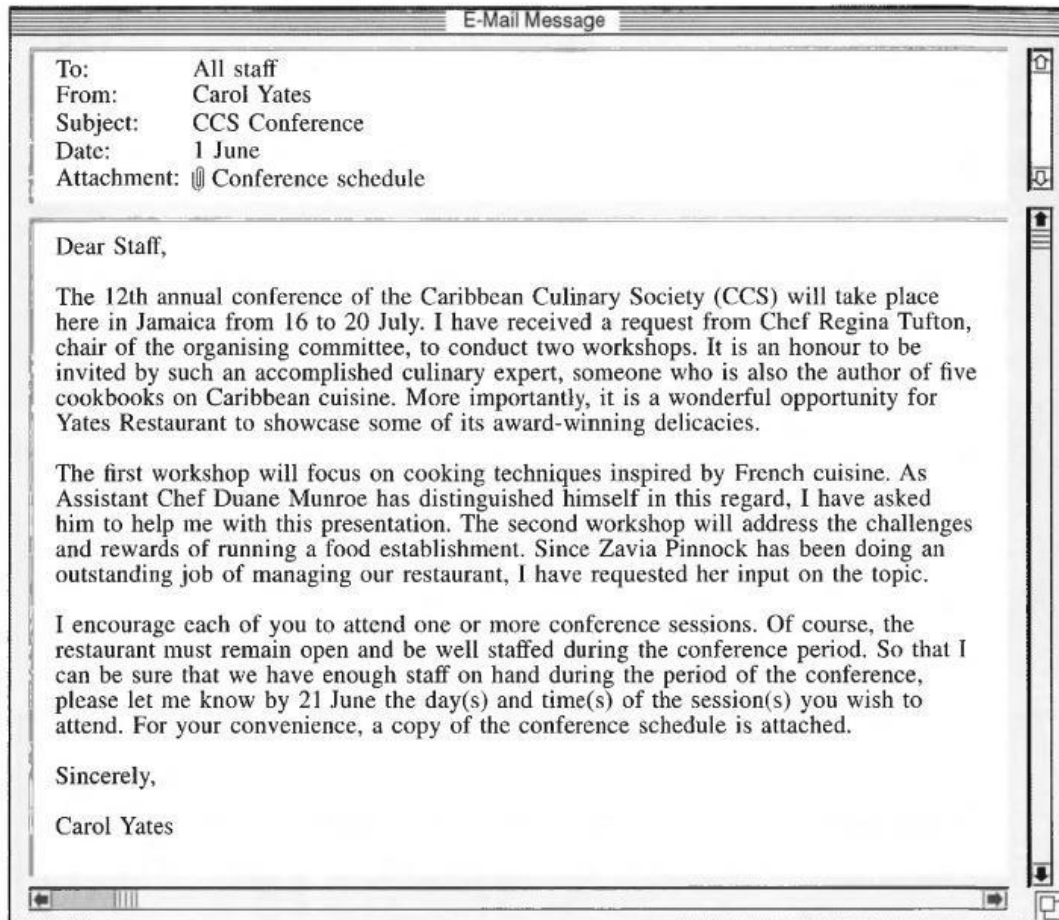 E-Mail Message
To: All staff
From: Carol Yates
Subject: CCS Conference
Date: 1 June
Attachment: Conference schedule
Dear Staff,
The 12th annual conference of the Caribbean Culinary Society (CCS) will take place
here in Jamaica from 16 to 20 July. I have received a request from Chef Regina Tufton,
chair of the organising committee, to conduct two workshops. It is an honour to be
invited by such an accomplished culinary expert, someone who is also the author of five
cookbooks on Caribbean cuisine. More importantly, it is a wonderful opportunity for
Yates Restaurant to showcase some of its award-winning delicacies.
The first workshop will focus on cooking techniques inspired by French cuisine. As
Assistant Chef Duane Munroe has distinguished himself in this regard, I have asked
him to help me with this presentation. The second workshop will address the challenges
and rewards of running a food establishment. Since Zavia Pinnock has been doing an
outstanding job of managing our restaurant, I have requested her input on the topic.
I encourage each of you to attend one or more conference sessions. Of course, the
restaurant must remain open and be well staffed during the conference period. So that I
can be sure that we have enough staff on hand during the period of the conference,
please let me know by 21 June the day(s) and time(s) of the session(s) you wish to
attend. For your convenience, a copy of the conference schedule is attached.
Sincerely,
Carol Yates